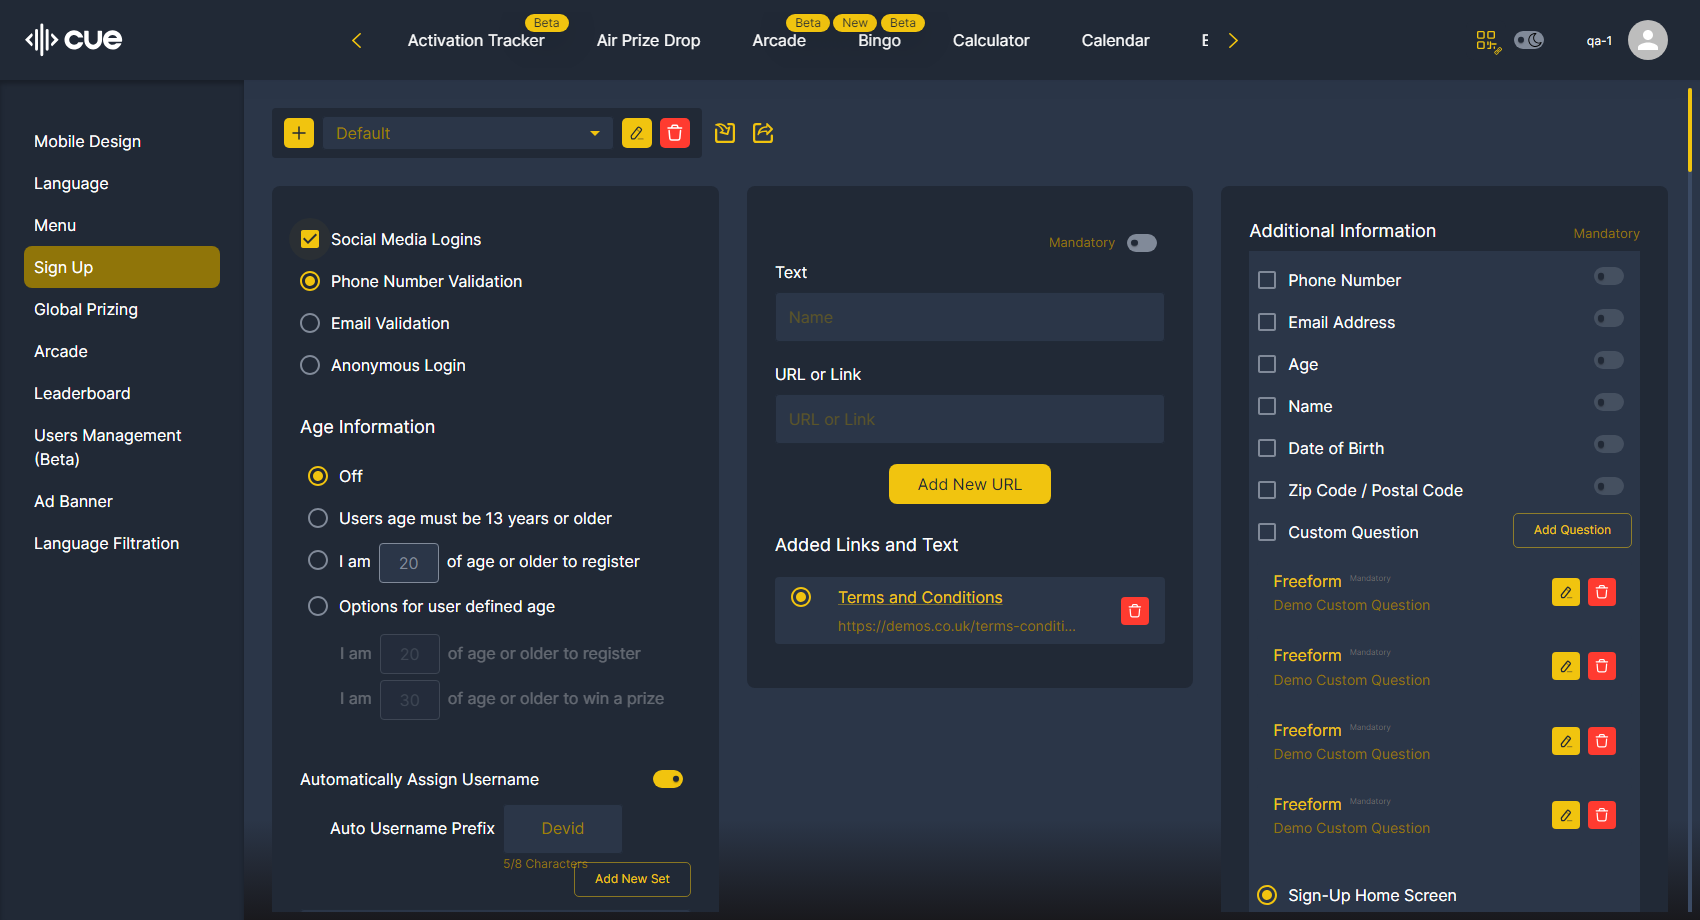 cue
Activation Tracker
Beta
Air Prize Drop
Arcade
Beta
New
Bingo
Beta
Calculator
Calendar
qa-1
Mobile Design
Language
Menu
Sign Up
Global Prizing
Arcade
Leaderboard
Users Management
(Beta)
Ad Banner
Language Filtration
Default
Social Media Logins
Phone Number Validation
Email Validation
Anonymous Login
Age Information
Off
Users age must be 13 years or older
I am 20 of age or older to register
Options for user defined age
I am 20 of age or older to register
I am 30 of age or older to win a prize
Automatically Assign Username
Auto Username Prefix Devid
5/8 Characters
Add New Set
Mandatory
Text
Name
URL or Link
URL or Link
Add New URL
Added Links and Text
Terms and Conditions
https://demos.co.uk/terms-conditi...
Additional Information
Mandatory
Phone Number
Email Address
Age
Name
Date of Birth
Zip Code / Postal Code
Custom Question
Add Question
Freeform Mandatory
Demo Custom Question
Freeform Mandatory
Demo Custom Question
Freeform Mandatory
Demo Custom Question
Freeform Mandatory
Demo Custom Question
Sign-Up Home Screen